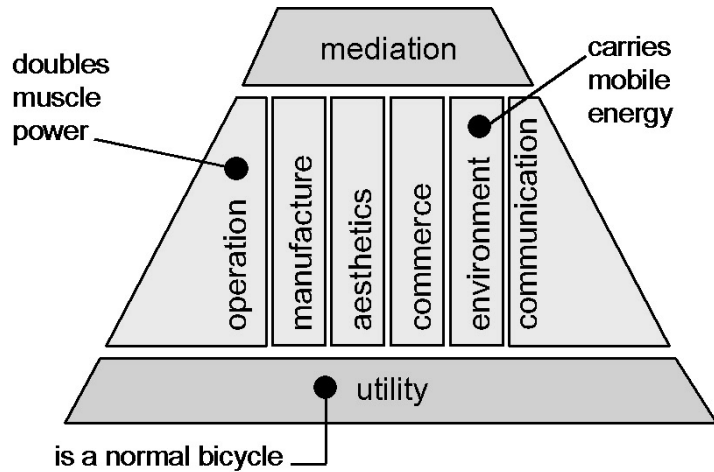 mediation
doubles
muscle
power
carries
mobile
energy
operation
manufacture
aesthetics
commerce
environment
communication
utility
is a normal bicycle